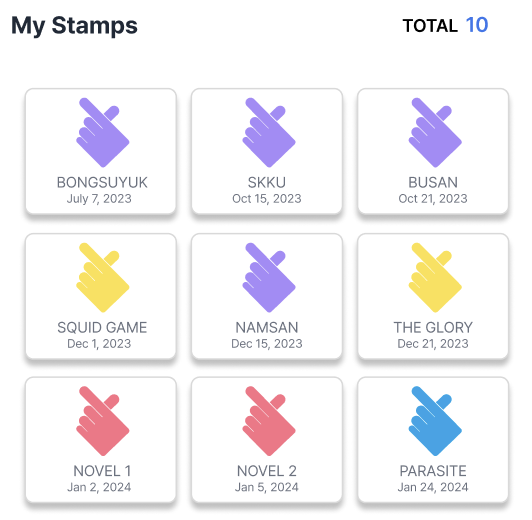 My Stamps
TOTAL 10
BONGSUYUK
July 7, 2023
SKKU
Oct 15, 2023
BUSAN
Oct 21, 2023
SQUID GAME
Dec 1, 2023
NAMSAN
Dec 15, 2023
THE GLORY
Dec 21, 2023
NOVEL 1
Jan 2, 2024
NOVEL 2
Jan 5, 2024
PARASITE
Jan 24, 2024